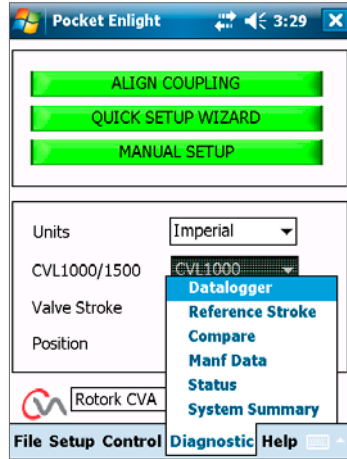 Pocket Enlight 3:29
ALIGN COUPLING
QUICK SETUP WIZARD
MANUAL SETUP
Units Imperial
CVL1000/1500 CVL1000
Datalogger
Valve Stroke
Reference Stroke
Compare
Position
Manf Data
Status
Rotork CVA
System Summary
File Setup Control Diagnostic Help